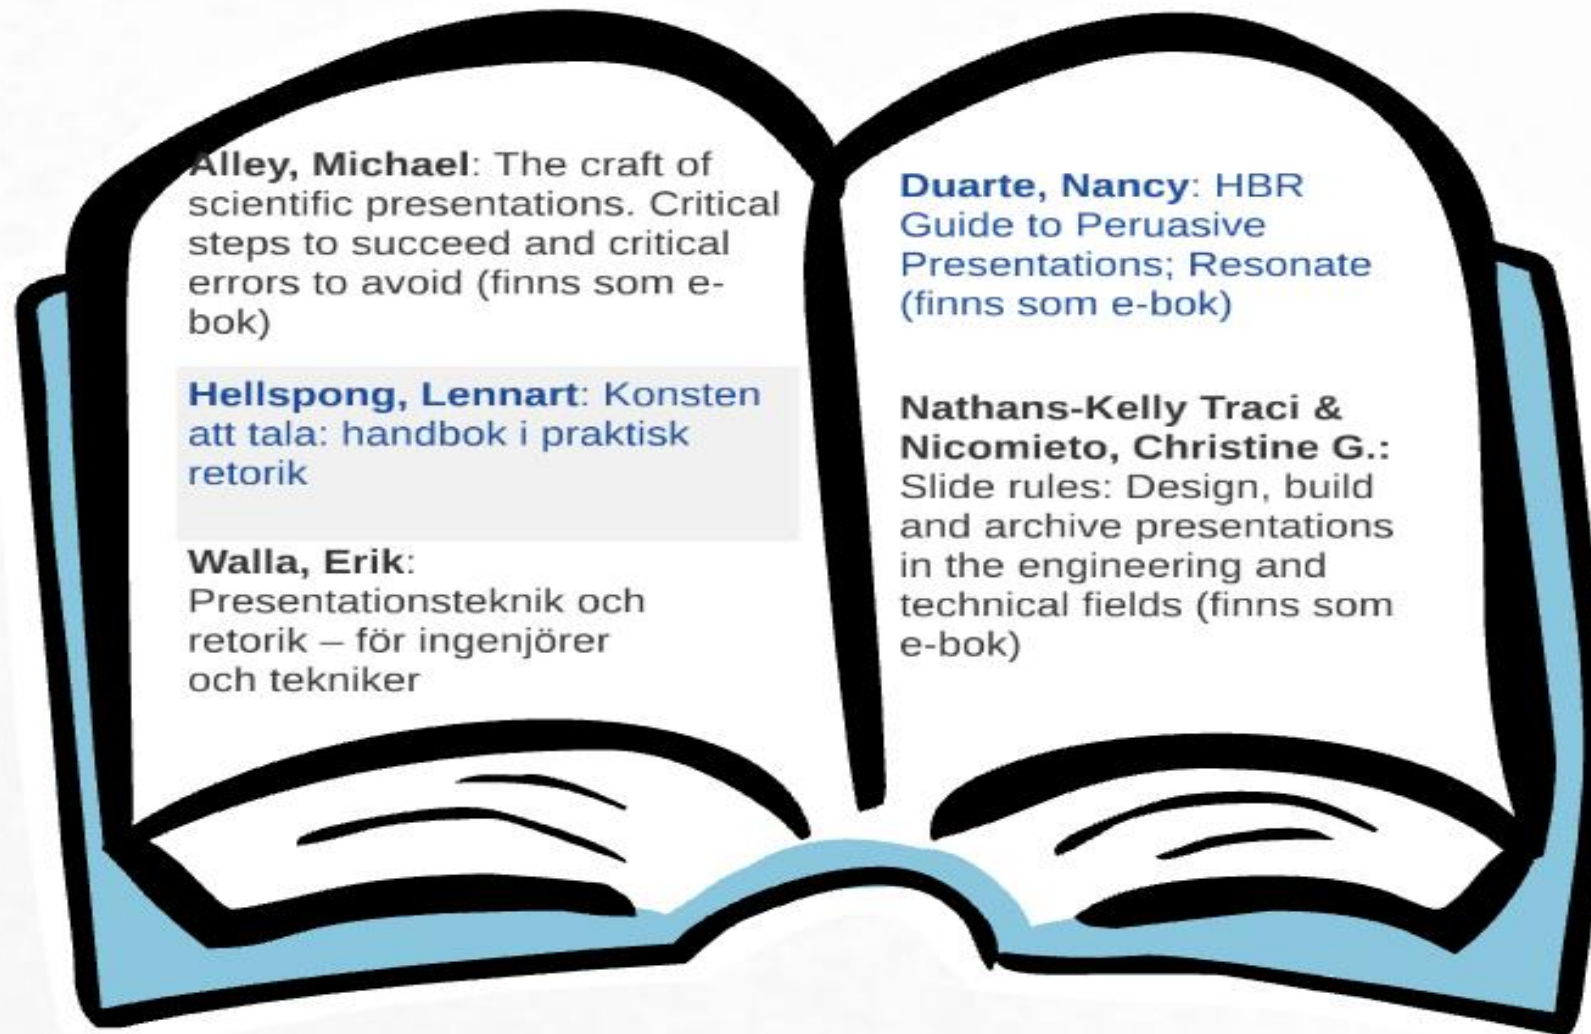 Alley, Michael: The craft of
scientific presentations. Critical
steps to succeed and critical
errors to avoid (finns som e-
bok)
Hellspong, Lennart: Konsten
att tala: handbok i praktisk
retorik
Walla, Erik:
Presentationsteknik och
retorik – för ingenjörer
och tekniker
Duarte, Nancy: HBR
Guide to Peruasive
Presentations; Resonate
(finns som e-bok)
Nathans-Kelly Traci &
Nicomieto, Christine G.:
Slide rules: Design, build
and archive presentations
in the engineering and
technical fields (finns som
e-bok)